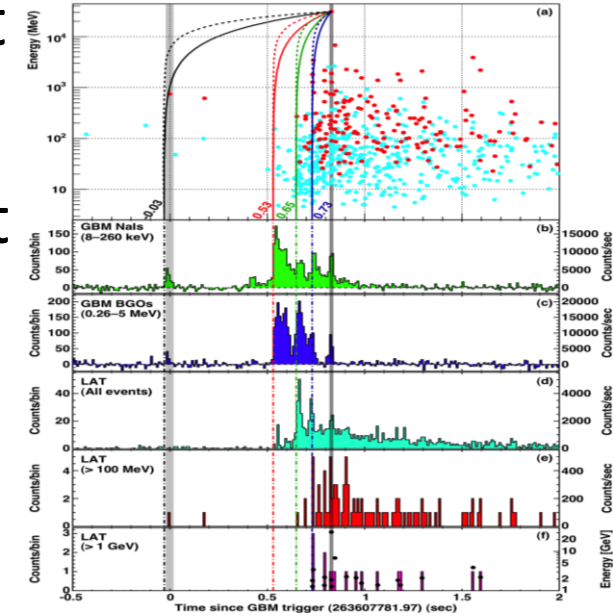 t
t
(a)
Energy (MeV)
10⁴
10³
10²
10
-0.03
0.53
0.65
0.73
GBM NaIs
(8–260 keV)
(b)
Counts/bin
150
100
50
0
15000
10000
5000
0
Counts/sec
GBM BGOs
(0.26–5 MeV)
(c)
Counts/bin
200
150
100
50
0
20000
15000
10000
5000
0
Counts/sec
LAT
(All events)
(d)
Counts/bin
40
20
0
4000
2000
0
Counts/sec
LAT
(> 100 MeV)
(e)
Counts/bin
4
2
0
400
200
0
Counts/sec
LAT
(> 1 GeV)
(f)
Counts/bin
3
2
1
0
20
10
5
2
1
Energy [GeV]
-0.5
0
0.5
1
1.5
2
Time since GBM trigger (263607781.97) (sec)